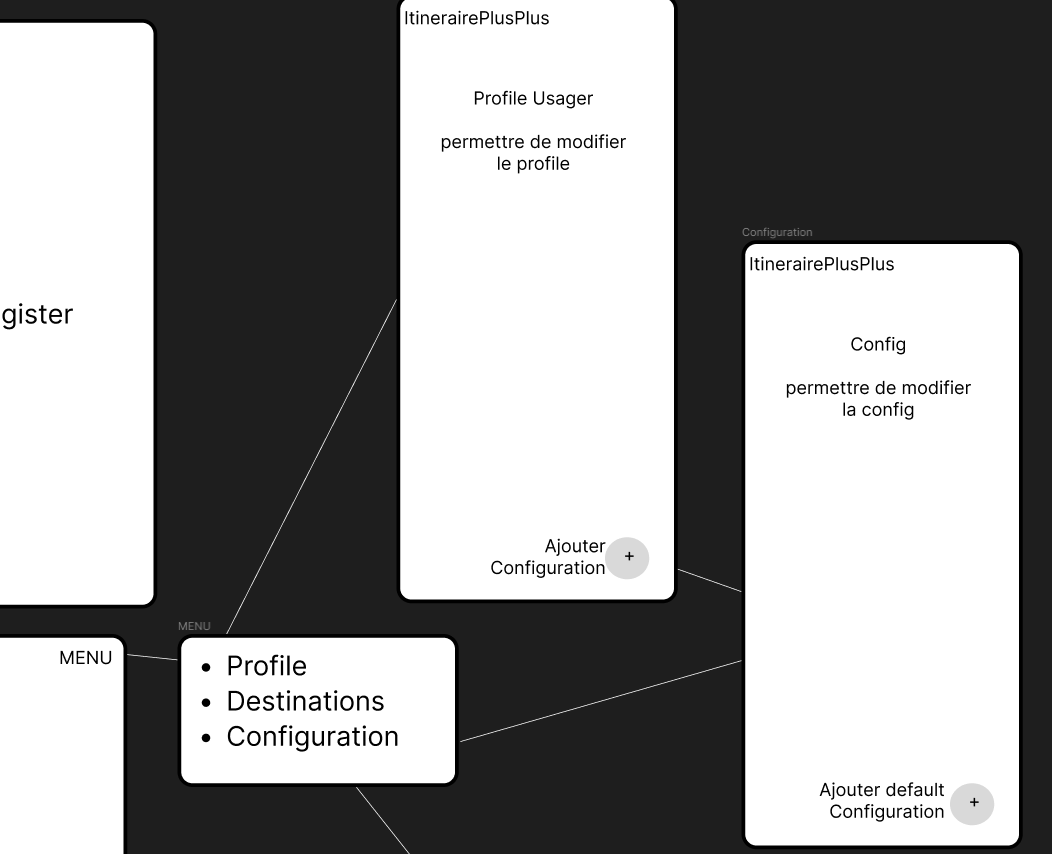 ItinerairePlusPlus
Profile Usager
permettre de modifier
le profile
Ajouter
Configuration
+
Configuration
ItinerairePlusPlus
Config
permettre de modifier
la config
Ajouter default
Configuration
+
gister
MENU
MENU
• Profile
• Destinations
• Configuration